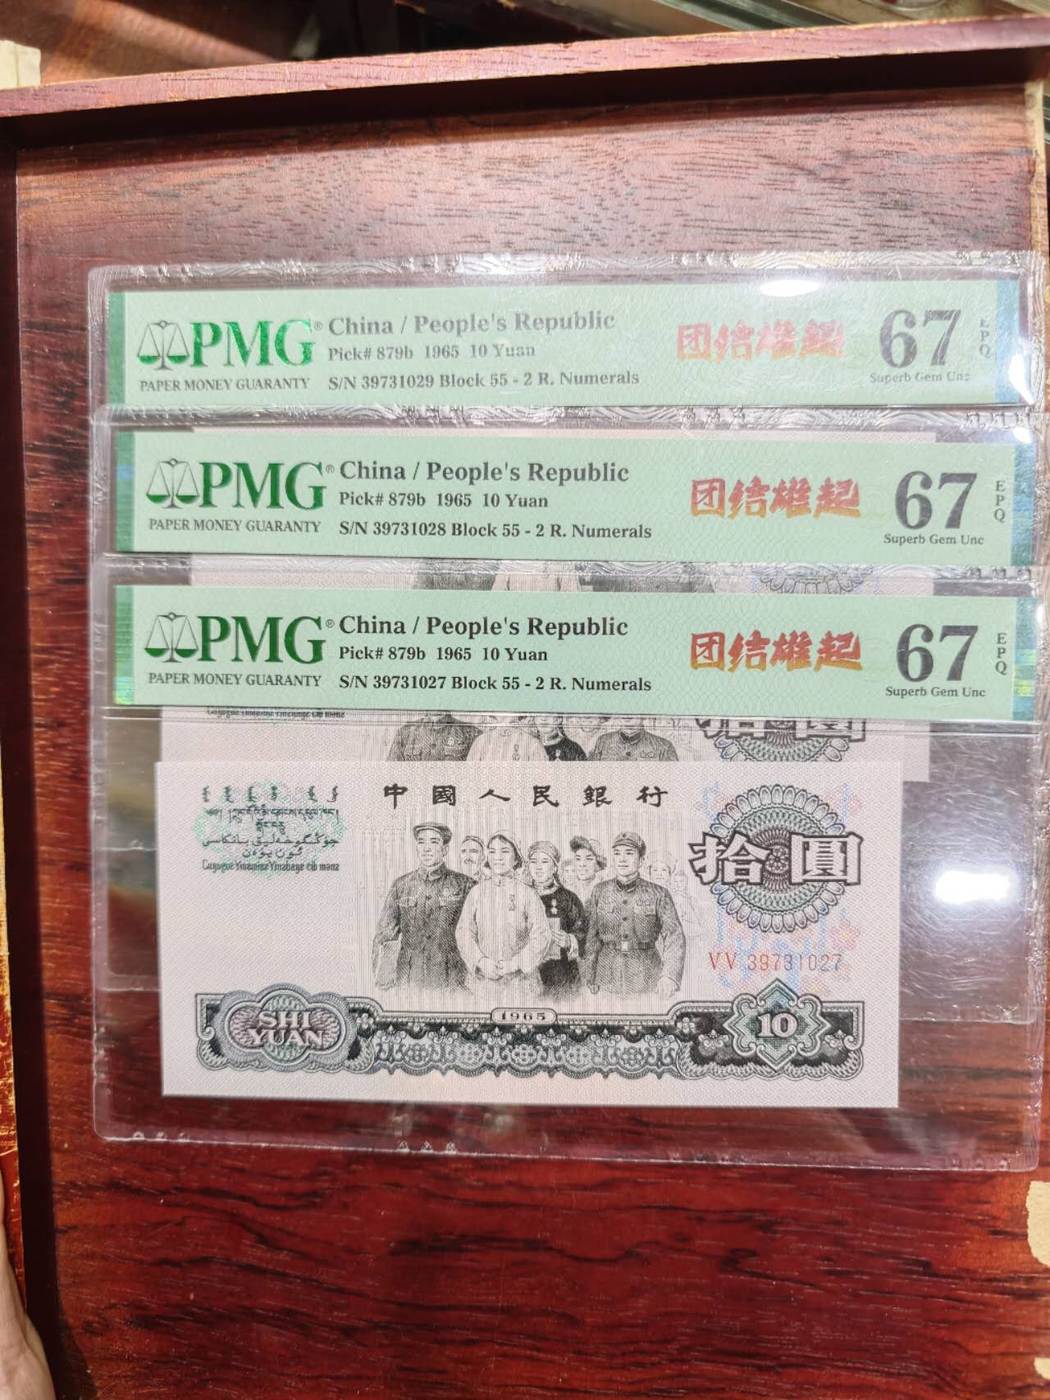 PMG®
PAPER MONEY GUARANTY
China / People's Republic
Pick# 879b 1965 10 Yuan
S/N 39731029 Block 55 - 2 R. Numerals
团结雄起
67
EPQ
Superb Gem Unc
PMG®
PAPER MONEY GUARANTY
China / People's Republic
Pick# 879b 1965 10 Yuan
S/N 39731028 Block 55 - 2 R. Numerals
团结雄起
67
EPQ
Superb Gem Unc
PMG®
PAPER MONEY GUARANTY
China / People's Republic
Pick# 879b 1965 10 Yuan
S/N 39731027 Block 55 - 2 R. Numerals
团结雄起
67
EPQ
Superb Gem Unc
拾圓
中國人民銀行
拾圓
VV 39731027
1965
SHI
YUAN
10